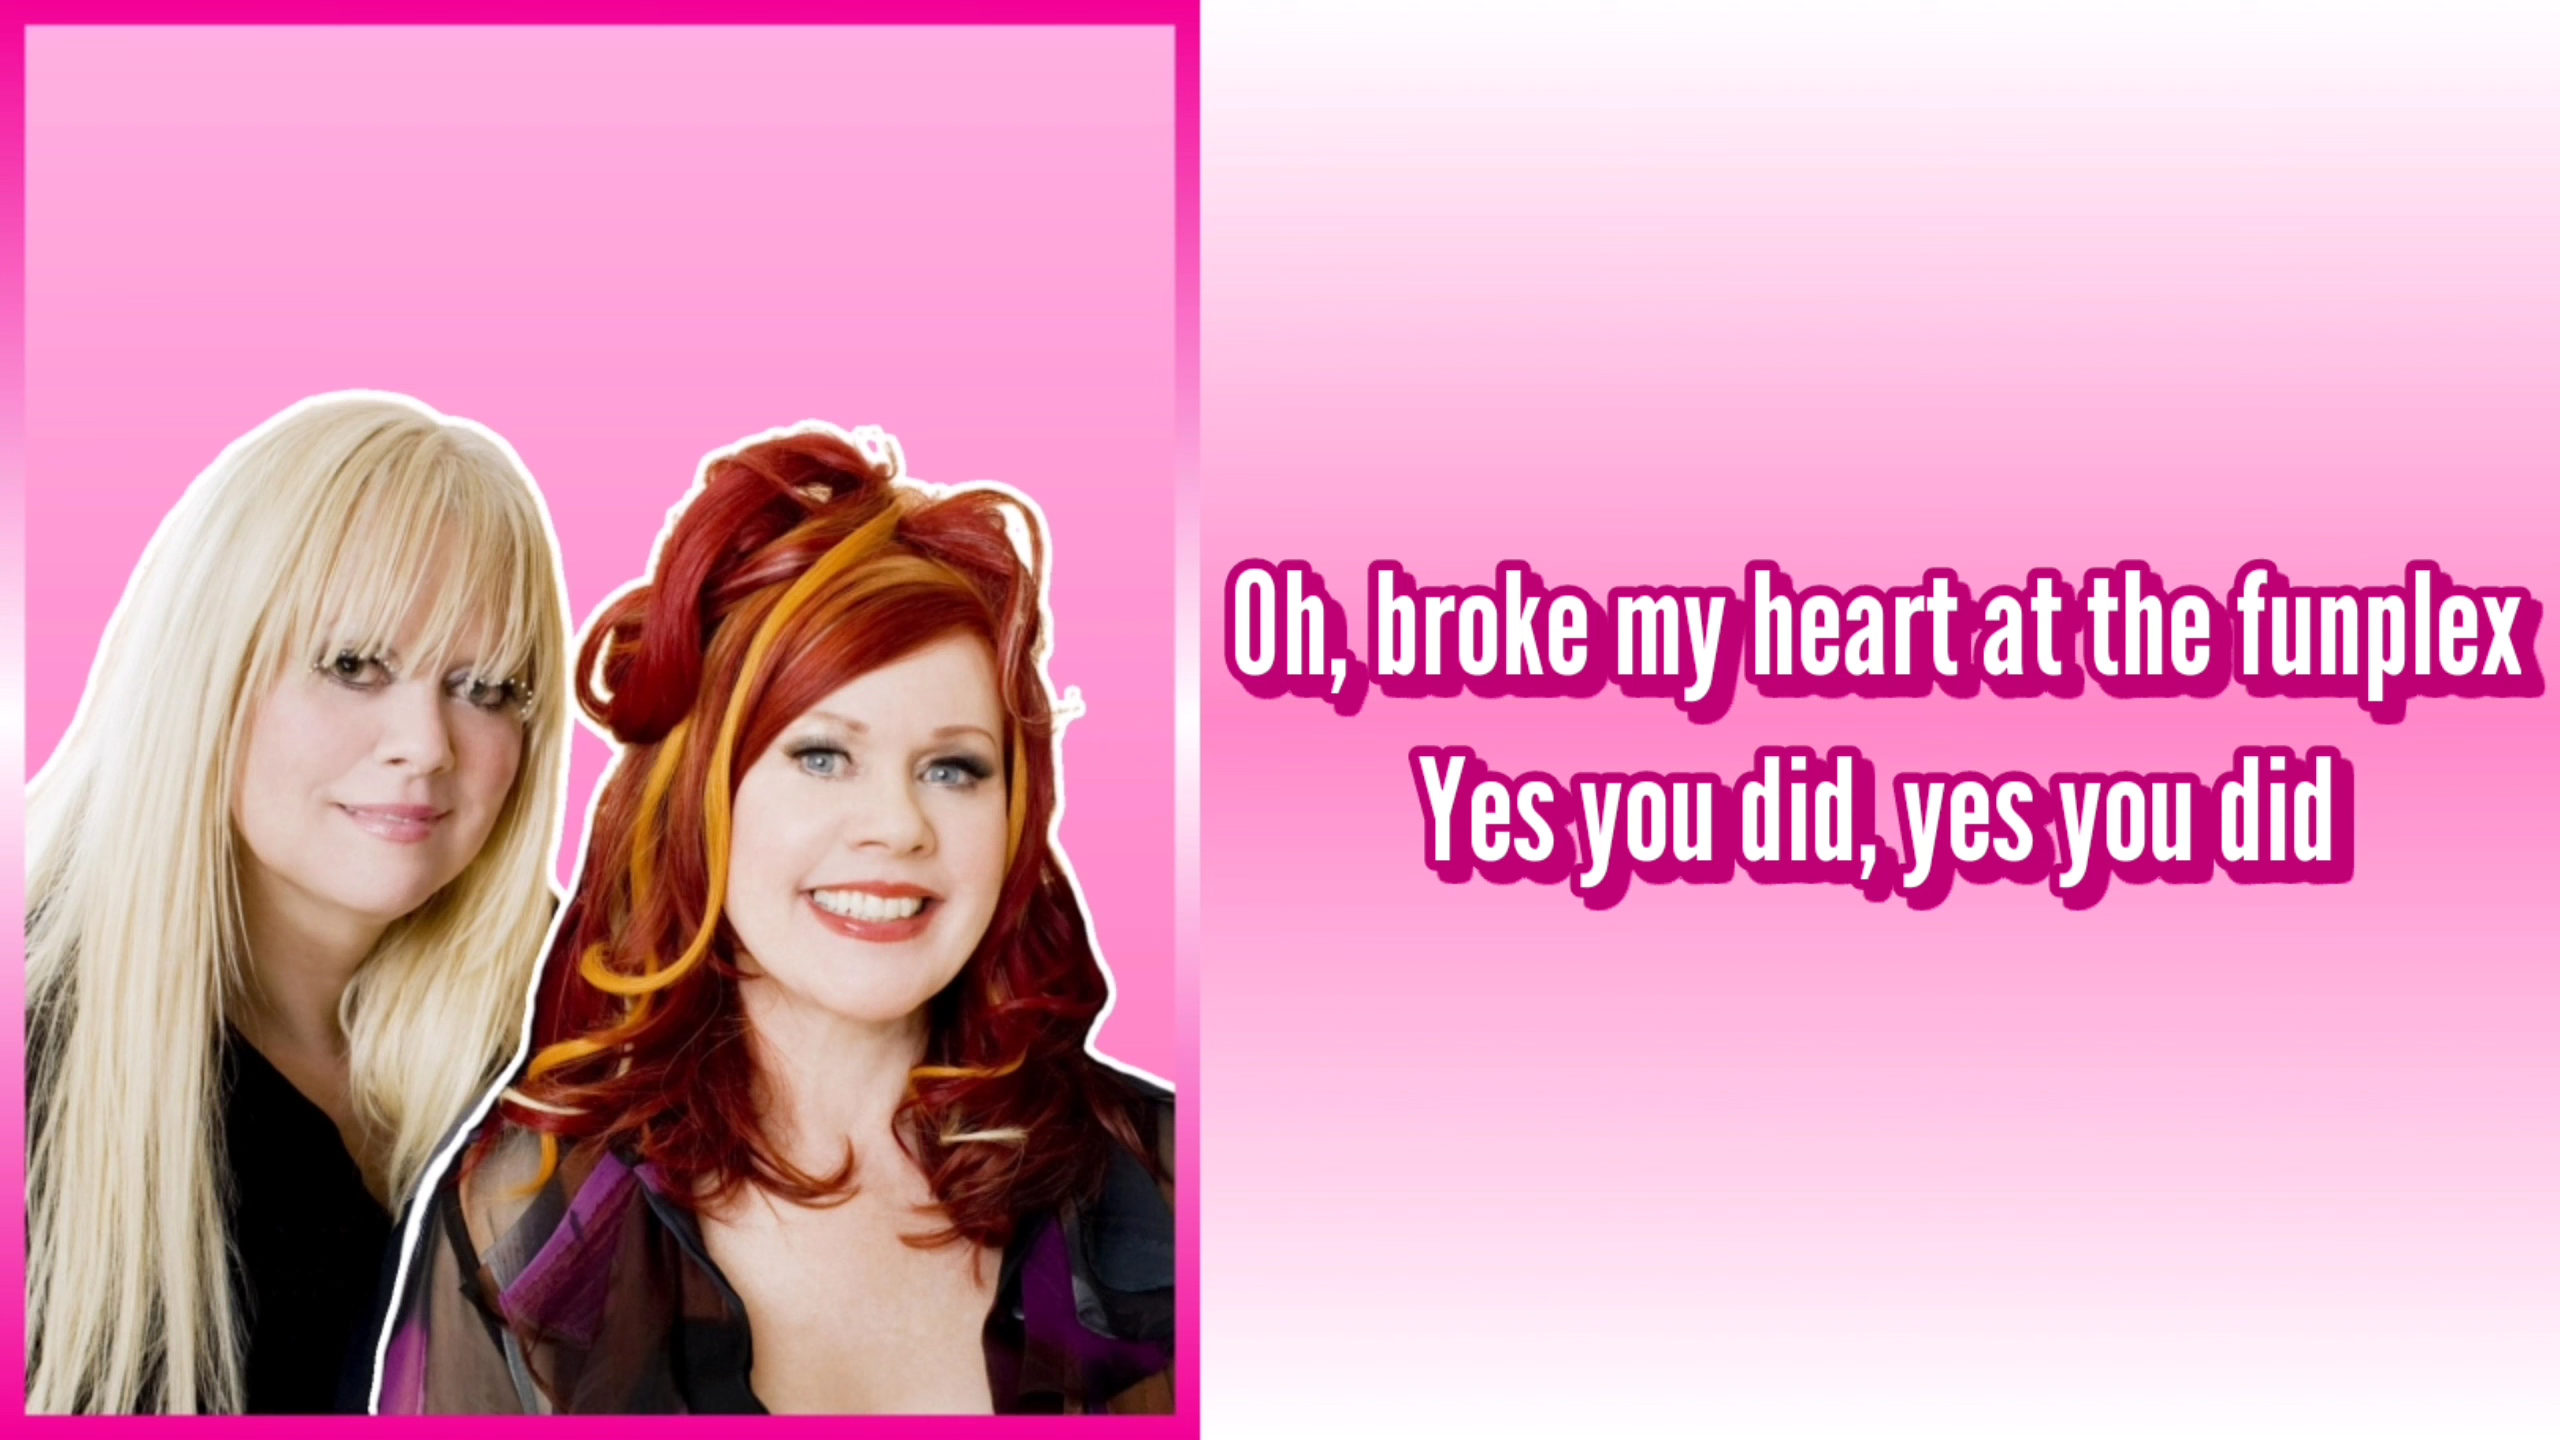 Oh, broke my heart at the funplex
Yes you did, yes you did